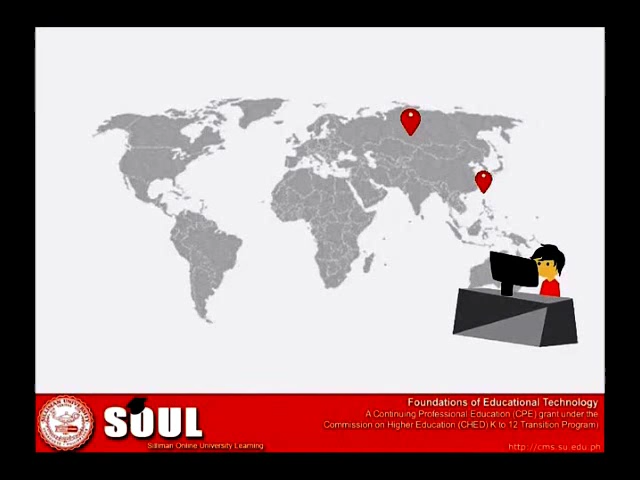 SOUL
Silliman Online University Learning
Foundations of Educational Technology
A Continuing Professional Education (CPE) grant under the
Commission on Higher Education (CHED) K to 12 Transition Program)
http://cms.su.edu.ph